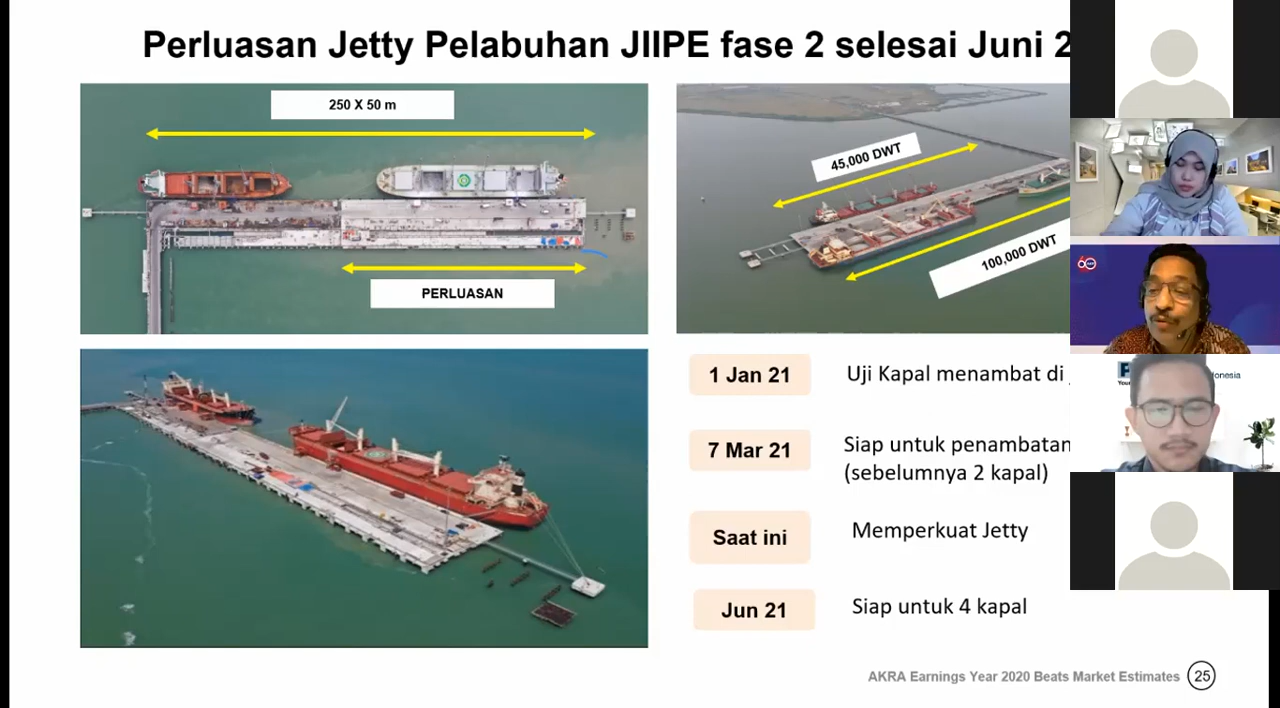 Perluasan Jetty Pelabuhan JIIPE fase 2 selesai Juni 2
250 X 50 m
PERLUASAN
45,000 DWT
100,000 DWT
1 Jan 21
Uji Kapal menambat di
7 Mar 21
Siap untuk penambatan
(sebelumnya 2 kapal)
Saat ini
Memperkuat Jetty
Jun 21
Siap untuk 4 kapal
AKRA Earnings Year 2020 Beats Market Estimates
25